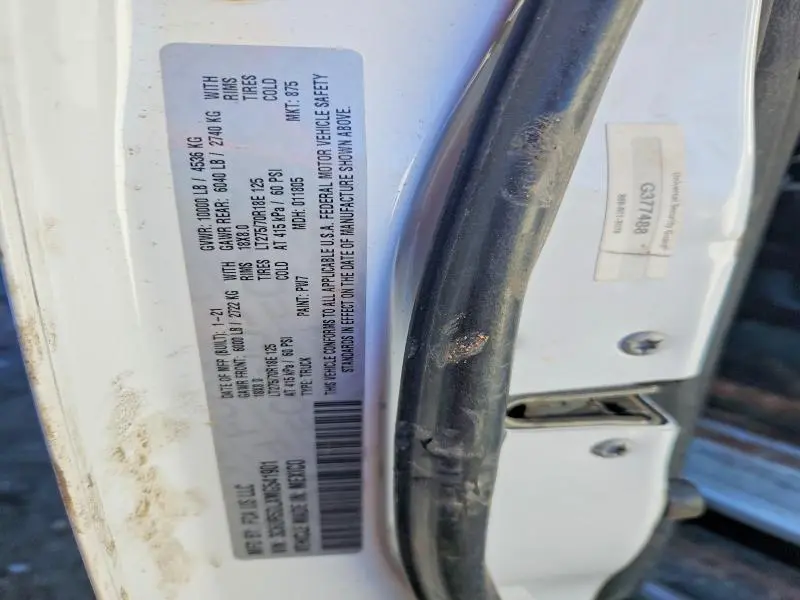 MFD BY: FCA US LLC
DATE OF MFR (BUILT): 1-21
GVWR: 10000 LB / 4536 KG
GAWR FRONT: 6000 LB / 2722 KG WITH
18X8.0 RIMS
LT275/70R18E 125 TIRES
AT 415 kPa / 60 PSI COLD
GAWR REAR: 6040 LB / 2740 KG WITH
18X8.0 RIMS
LT275/70R18E 125 TIRES
AT 415 kPa / 60 PSI COLD
VIN:
TYPE: TRUCK
PAINT: PW7
MDH: 011805
MKT: 875
VEHICLE MADE IN MEXICO
THIS VEHICLE CONFORMS TO ALL APPLICABLE U.S.A. FEDERAL MOTOR VEHICLE SAFETY
STANDARDS IN EFFECT ON THE DATE OF MANUFACTURE SHOWN ABOVE.
G377488